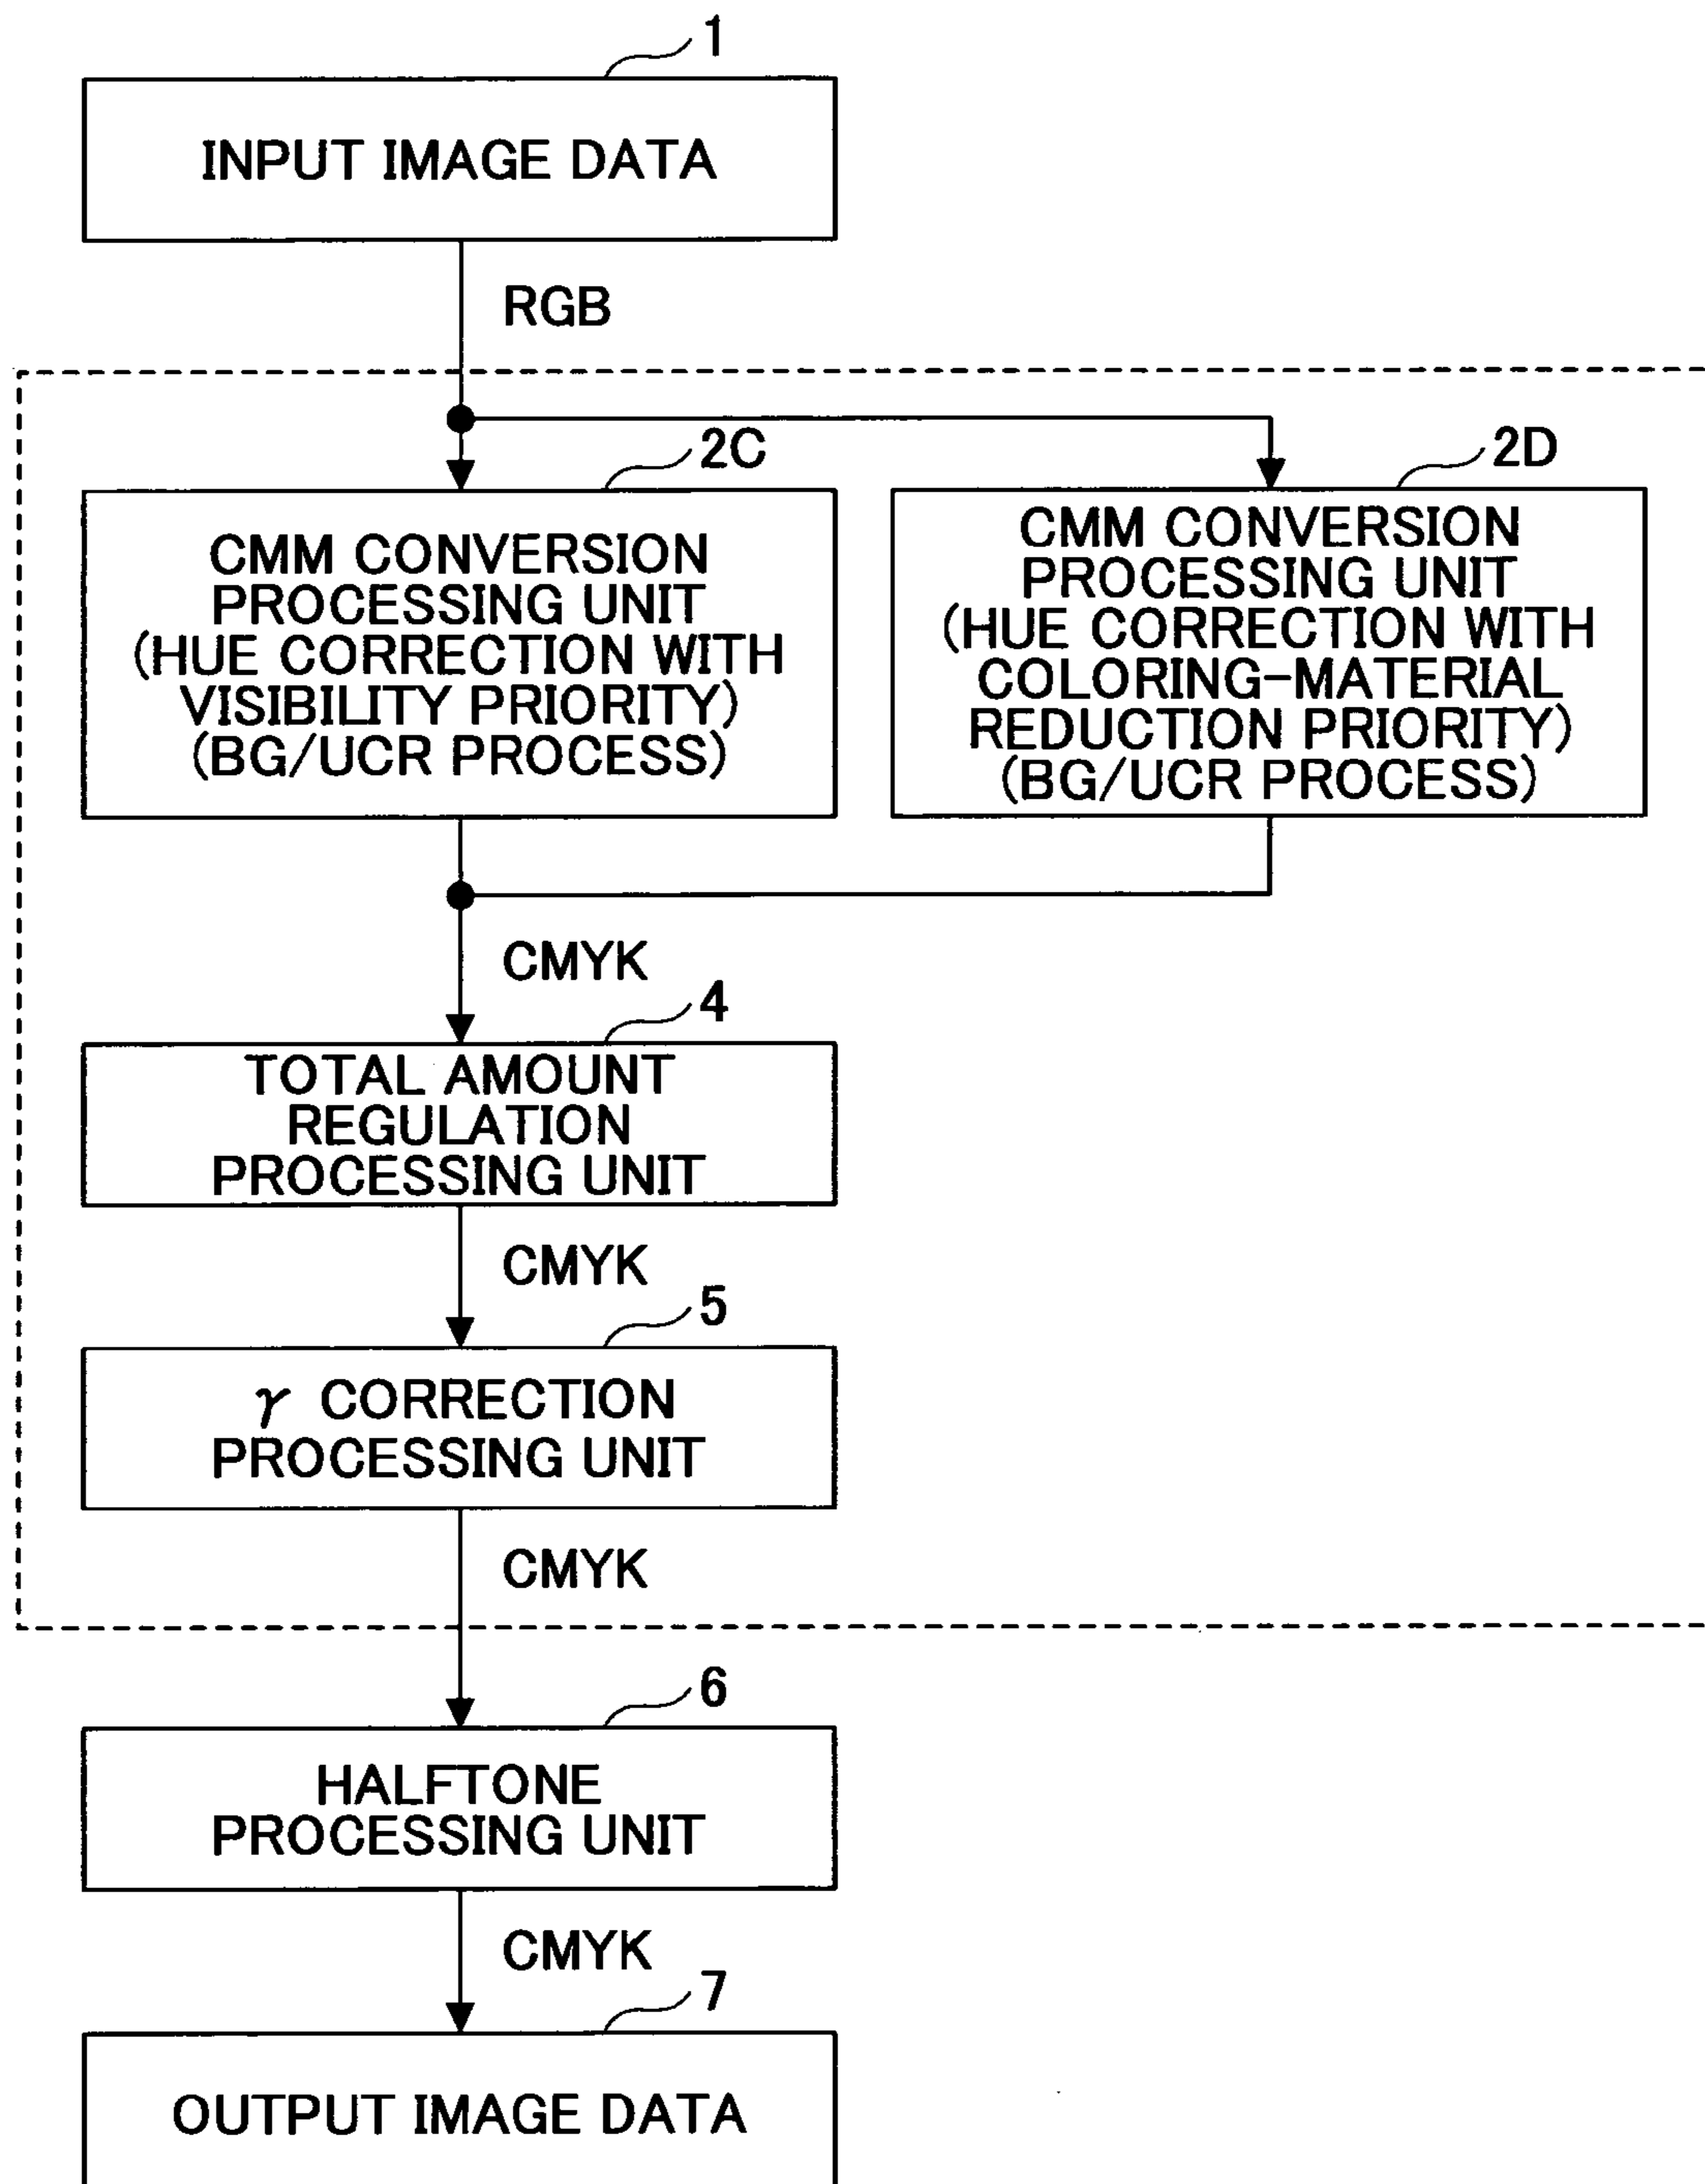 1
INPUT IMAGE DATA
RGB
2C
CMM CONVERSION
PROCESSING UNIT
(HUE CORRECTION WITH
VISIBILITY PRIORITY)
(BG/UCR PROCESS)
2D
CMM CONVERSION
PROCESSING UNIT
(HUE CORRECTION WITH
COLORING-MATERIAL
REDUCTION PRIORITY)
(BG/UCR PROCESS)
CMYK
4
TOTAL AMOUNT
REGULATION
PROCESSING UNIT
CMYK
5
γ CORRECTION
PROCESSING UNIT
CMYK
6
HALFTONE
PROCESSING UNIT
CMYK
7
OUTPUT IMAGE DATA